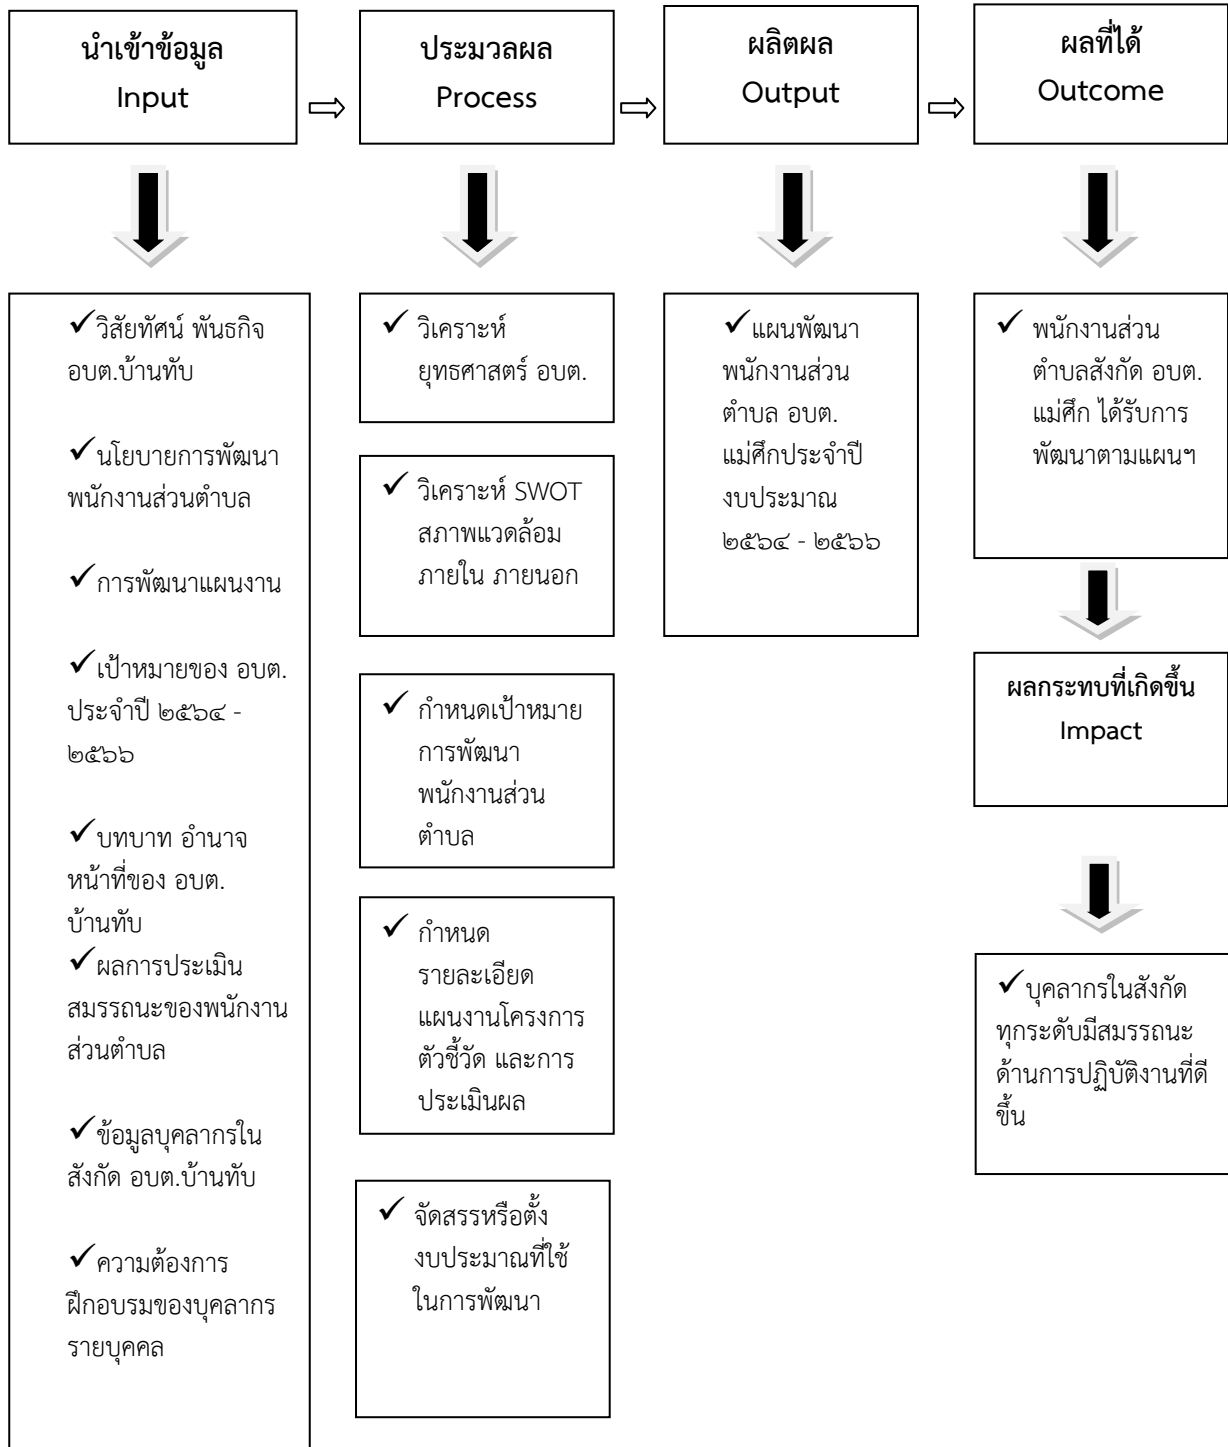 นำเข้าข้อมูล
Input
ประมวลผล
Process
ผลิตผล
Output
ผลที่ได้
Outcome
✓วิสัยทัศน์ พันธกิจ
อบต.บ้านทับ
✓นโยบายการพัฒนา
พนักงานส่วนตำบล
✓การพัฒนาแผนงาน
✓เป้าหมายของ อบต.
ประจำปี ๒๕๖๔ -
๒๕๖๖
✓บทบาท อำนาจ
หน้าที่ของ อบต.
บ้านทับ
✓ผลการประเมิน
สมรรถนะของพนักงาน
ส่วนตำบล
✓ข้อมูลบุคลากรใน
สังกัด อบต.บ้านทับ
✓ความต้องการ
ฝึกอบรมของบุคลากร
รายบุคคล
✓ วิเคราะห์
ยุทธศาสตร์ อบต.
✓ วิเคราะห์ SWOT
สภาพแวดล้อม
ภายใน ภายนอก
✓ กำหนดเป้าหมาย
การพัฒนา
พนักงานส่วน
ตำบล
✓ กำหนด
รายละเอียด
แผนงานโครงการ
ตัวชี้วัด และการ
ประเมินผล
✓ จัดสรรหรือตั้ง
งบประมาณที่ใช้
ในการพัฒนา
✓แผนพัฒนา
พนักงานส่วน
ตำบล อบต.
แม่ศึกประจำปี
งบประมาณ
๒๕๖๔ - ๒๕๖๖
✓ พนักงานส่วน
ตำบลสังกัด อบต.
แม่ศึก ได้รับการ
พัฒนาตามแผนฯ
ผลกระทบที่เกิดขึ้น
Impact
✓บุคลากรในสังกัด
ทุกระดับมีสมรรถนะ
ด้านการปฏิบัติงานที่ดี
ขึ้น